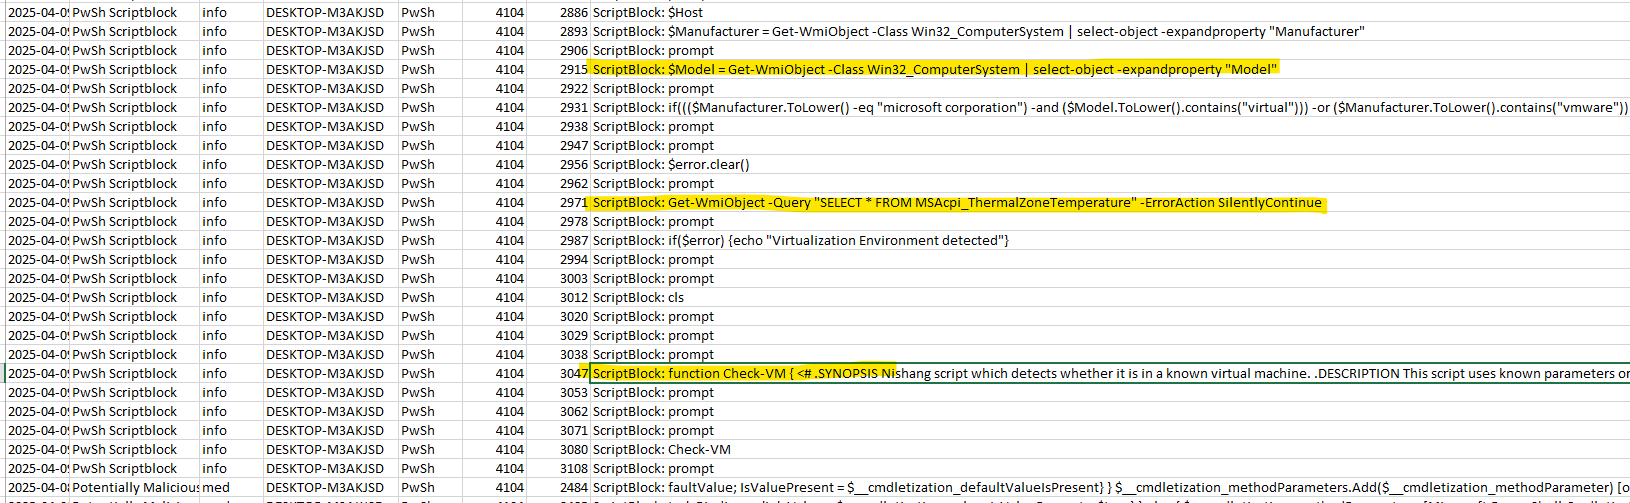 2025-04-0 PwSh Scriptblock info DESKTOP-M3AKJSD PwSh 4104 2886 ScriptBlock: $Host
2025-04-0 PwSh Scriptblock info DESKTOP-M3AKJSD PwSh 4104 2893 ScriptBlock: $Manufacturer = Get-WmiObject -Class Win32_ComputerSystem | select-object -expandproperty "Manufacturer"
2025-04-0 PwSh Scriptblock info DESKTOP-M3AKJSD PwSh 4104 2906 ScriptBlock: prompt
2025-04-0 PwSh Scriptblock info DESKTOP-M3AKJSD PwSh 4104 2915 ScriptBlock: $Model = Get-WmiObject -Class Win32_ComputerSystem | select-object -expandproperty "Model"
2025-04-0 PwSh Scriptblock info DESKTOP-M3AKJSD PwSh 4104 2922 ScriptBlock: prompt
2025-04-0 PwSh Scriptblock info DESKTOP-M3AKJSD PwSh 4104 2931 ScriptBlock: if((($Manufacturer.ToLower() -eq "microsoft corporation") -and ($Model.ToLower().contains("virtual"))) -or ($Manufacturer.ToLower().contains("vmware"))
2025-04-0 PwSh Scriptblock info DESKTOP-M3AKJSD PwSh 4104 2938 ScriptBlock: prompt
2025-04-0 PwSh Scriptblock info DESKTOP-M3AKJSD PwSh 4104 2947 ScriptBlock: prompt
2025-04-0 PwSh Scriptblock info DESKTOP-M3AKJSD PwSh 4104 2956 ScriptBlock: $error.clear()
2025-04-0 PwSh Scriptblock info DESKTOP-M3AKJSD PwSh 4104 2962 ScriptBlock: prompt
2025-04-0 PwSh Scriptblock info DESKTOP-M3AKJSD PwSh 4104 2971 ScriptBlock: Get-WmiObject -Query "SELECT * FROM MSAcpi_ThermalZoneTemperature" -ErrorAction SilentlyContinue
2025-04-0 PwSh Scriptblock info DESKTOP-M3AKJSD PwSh 4104 2978 ScriptBlock: prompt
2025-04-0 PwSh Scriptblock info DESKTOP-M3AKJSD PwSh 4104 2987 ScriptBlock: if($error) {echo "Virtualization Environment detected"}
2025-04-0 PwSh Scriptblock info DESKTOP-M3AKJSD PwSh 4104 2994 ScriptBlock: prompt
2025-04-0 PwSh Scriptblock info DESKTOP-M3AKJSD PwSh 4104 3003 ScriptBlock: prompt
2025-04-0 PwSh Scriptblock info DESKTOP-M3AKJSD PwSh 4104 3012 ScriptBlock: cls
2025-04-0 PwSh Scriptblock info DESKTOP-M3AKJSD PwSh 4104 3020 ScriptBlock: prompt
2025-04-0 PwSh Scriptblock info DESKTOP-M3AKJSD PwSh 4104 3029 ScriptBlock: prompt
2025-04-0 PwSh Scriptblock info DESKTOP-M3AKJSD PwSh 4104 3038 ScriptBlock: prompt
2025-04-0 PwSh Scriptblock info DESKTOP-M3AKJSD PwSh 4104 3047 ScriptBlock: function Check-VM { <# .SYNOPSIS Nishang script which detects whether it is in a known virtual machine. .DESCRIPTION This script uses known parameters or
2025-04-0 PwSh Scriptblock info DESKTOP-M3AKJSD PwSh 4104 3053 ScriptBlock: prompt
2025-04-0 PwSh Scriptblock info DESKTOP-M3AKJSD PwSh 4104 3062 ScriptBlock: prompt
2025-04-0 PwSh Scriptblock info DESKTOP-M3AKJSD PwSh 4104 3071 ScriptBlock: prompt
2025-04-0 PwSh Scriptblock info DESKTOP-M3AKJSD PwSh 4104 3080 ScriptBlock: Check-VM
2025-04-0 PwSh Scriptblock info DESKTOP-M3AKJSD PwSh 4104 3108 ScriptBlock: prompt
2025-04-0 Potentially Malicious med DESKTOP-M3AKJSD PwSh 4104 2484 ScriptBlock: faultValue; IsValuePresent = $__cmdletization_defaultValueIsPresent} } $__cmdletization_methodParameters.Add($__cmdletization_methodParameter) [o